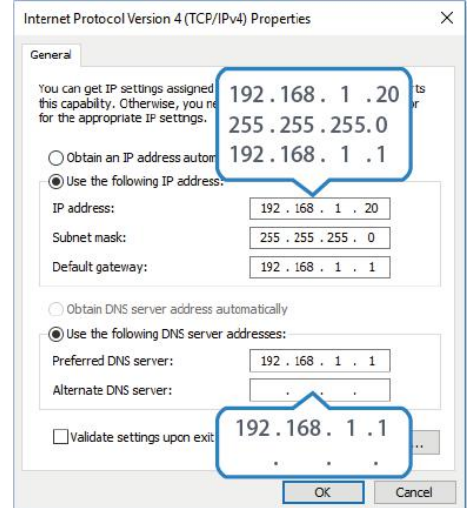 Internet Protocol Version 4 (TCP/IPv4) Properties
General
You can get IP settings assigned
this capability. Otherwise, you ne
for the appropriate IP settings.
192.168. 1 .20
255.255.255.0
192.168. 1 .1
Obtain an IP address autom
Use the following IP address:
IP address: 192 . 168 . 1 . 20
Subnet mask: 255 . 255 . 255 . 0
Default gateway: 192 . 168 . 1 . 1
Obtain DNS server address automatically
Use the following DNS server addresses:
Preferred DNS server: 192 . 168 . 1 . 1
Alternate DNS server: . . .
192.168. 1 .1
. . .
Validate settings upon exit
...
OK Cancel